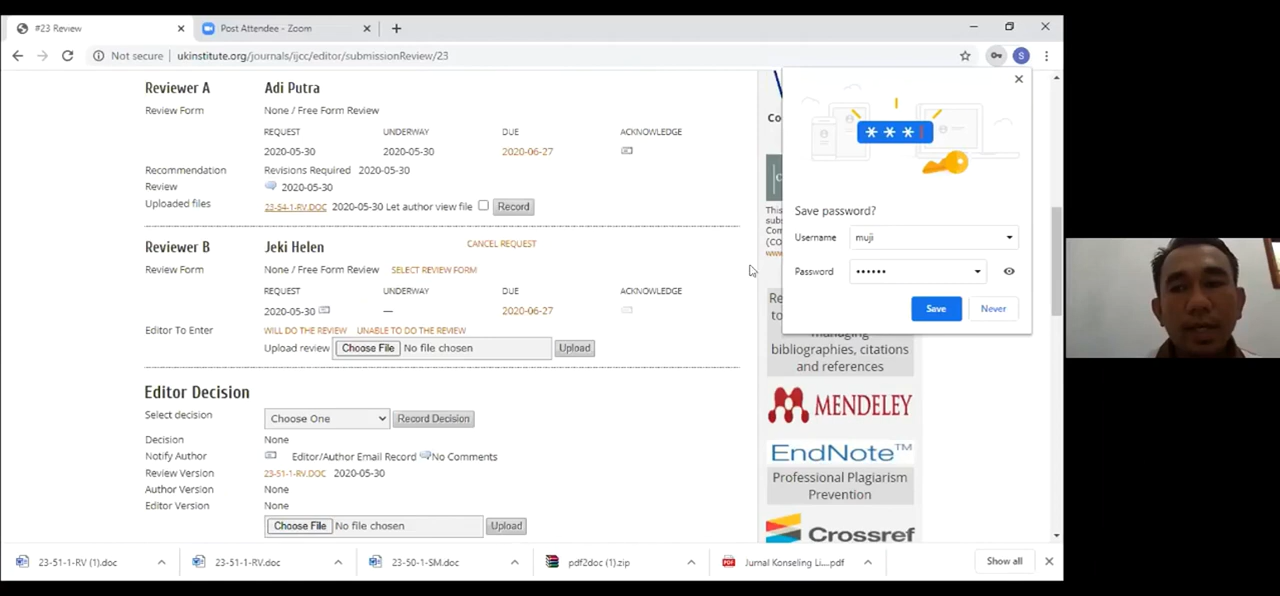 #23 Review
Post Attendee - Zoom
Not secure
ukinstitute.org/journals/ijcc/editor/submissionReview/23
S
Reviewer A Adi Putra
Review Form None / Free Form Review
REQUEST UNDERWAY DUE ACKNOWLEDGE
2020-05-30 2020-05-30 2020-06-27
Recommendation Revisions Required 2020-05-30
Review 2020-05-30
Uploaded files 23-54-1-RV.DOC 2020-05-30 Let author view file Record
Reviewer B Jeki Helen CANCEL REQUEST
Review Form None / Free Form Review SELECT REVIEW FORM
REQUEST UNDERWAY DUE ACKNOWLEDGE
2020-05-30 — 2020-06-27
Editor To Enter WILL DO THE REVIEW UNABLE TO DO THE REVIEW
Upload review Choose File No file chosen Upload
Editor Decision
Select decision Choose One Record Decision
Decision None
Notify Author Editor/Author Email Record No Comments
Review Version 23-51-1-RV.DOC 2020-05-30
Author Version None
Editor Version None
Choose File No file chosen Upload
* * *
Save password?
Username muji
Password ••••••
Save Never
Co
This
sub
Com
(CO
www
Re
to
managing
bibliographies, citations
and references
MENDELEY
EndNote™
Professional Plagiarism
Prevention
Crossref
23-51-1-RV (1).doc
23-51-1-RV.doc
23-50-1-SM.doc
pdf2doc (1).zip
Jurnal Konseling Li....pdf
Show all